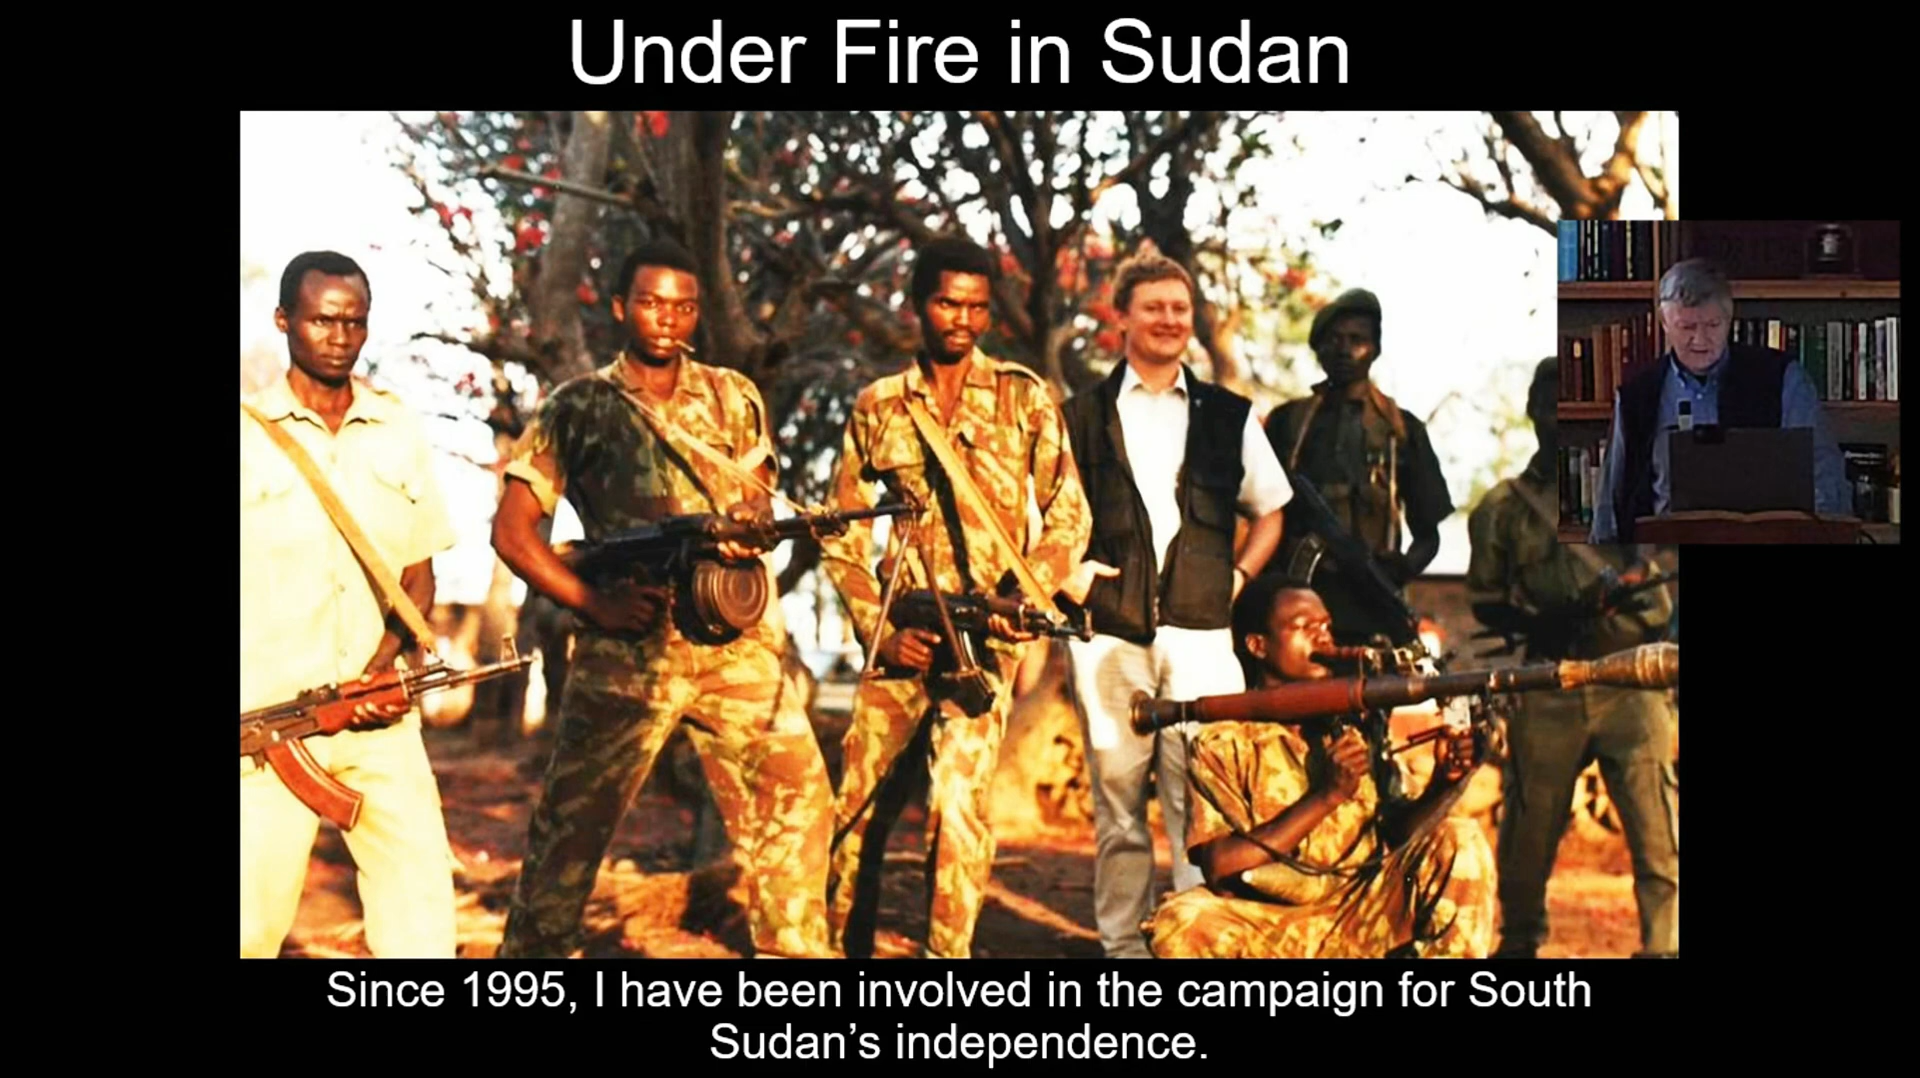 Under Fire in Sudan
Since 1995, I have been involved in the campaign for South
Sudan’s independence.